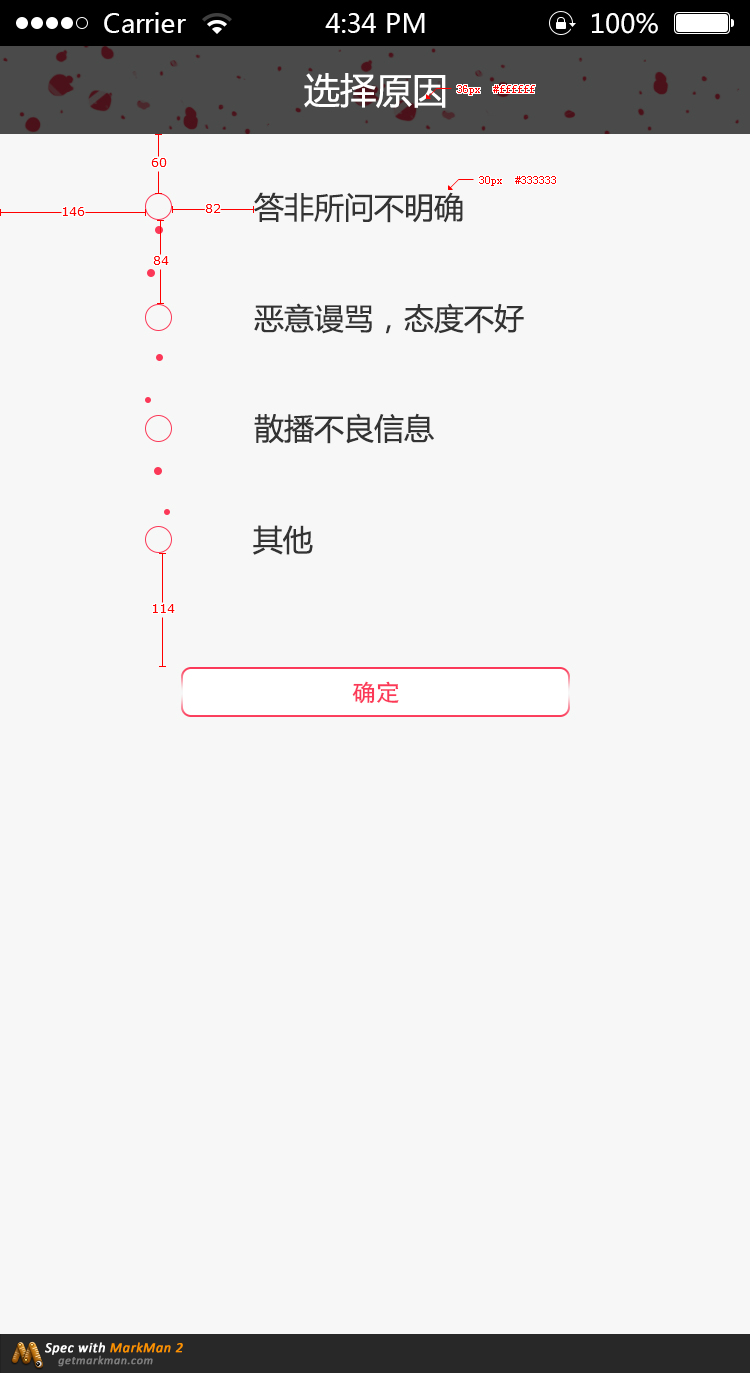 Carrier 4:34 PM 100%
选择原因 36px #ffffff
60
30px #333333
146 82 答非所问不明确
84
恶意谩骂，态度不好
散播不良信息
其他
114
确定
Spec with MarkMan 2
getmarkman.com